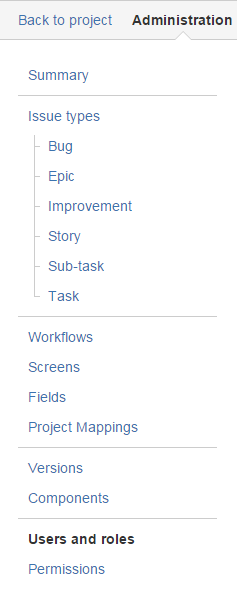 Back to project Administration
Summary
Issue types
Bug
Epic
Improvement
Story
Sub-task
Task
Workflows
Screens
Fields
Project Mappings
Versions
Components
Users and roles
Permissions